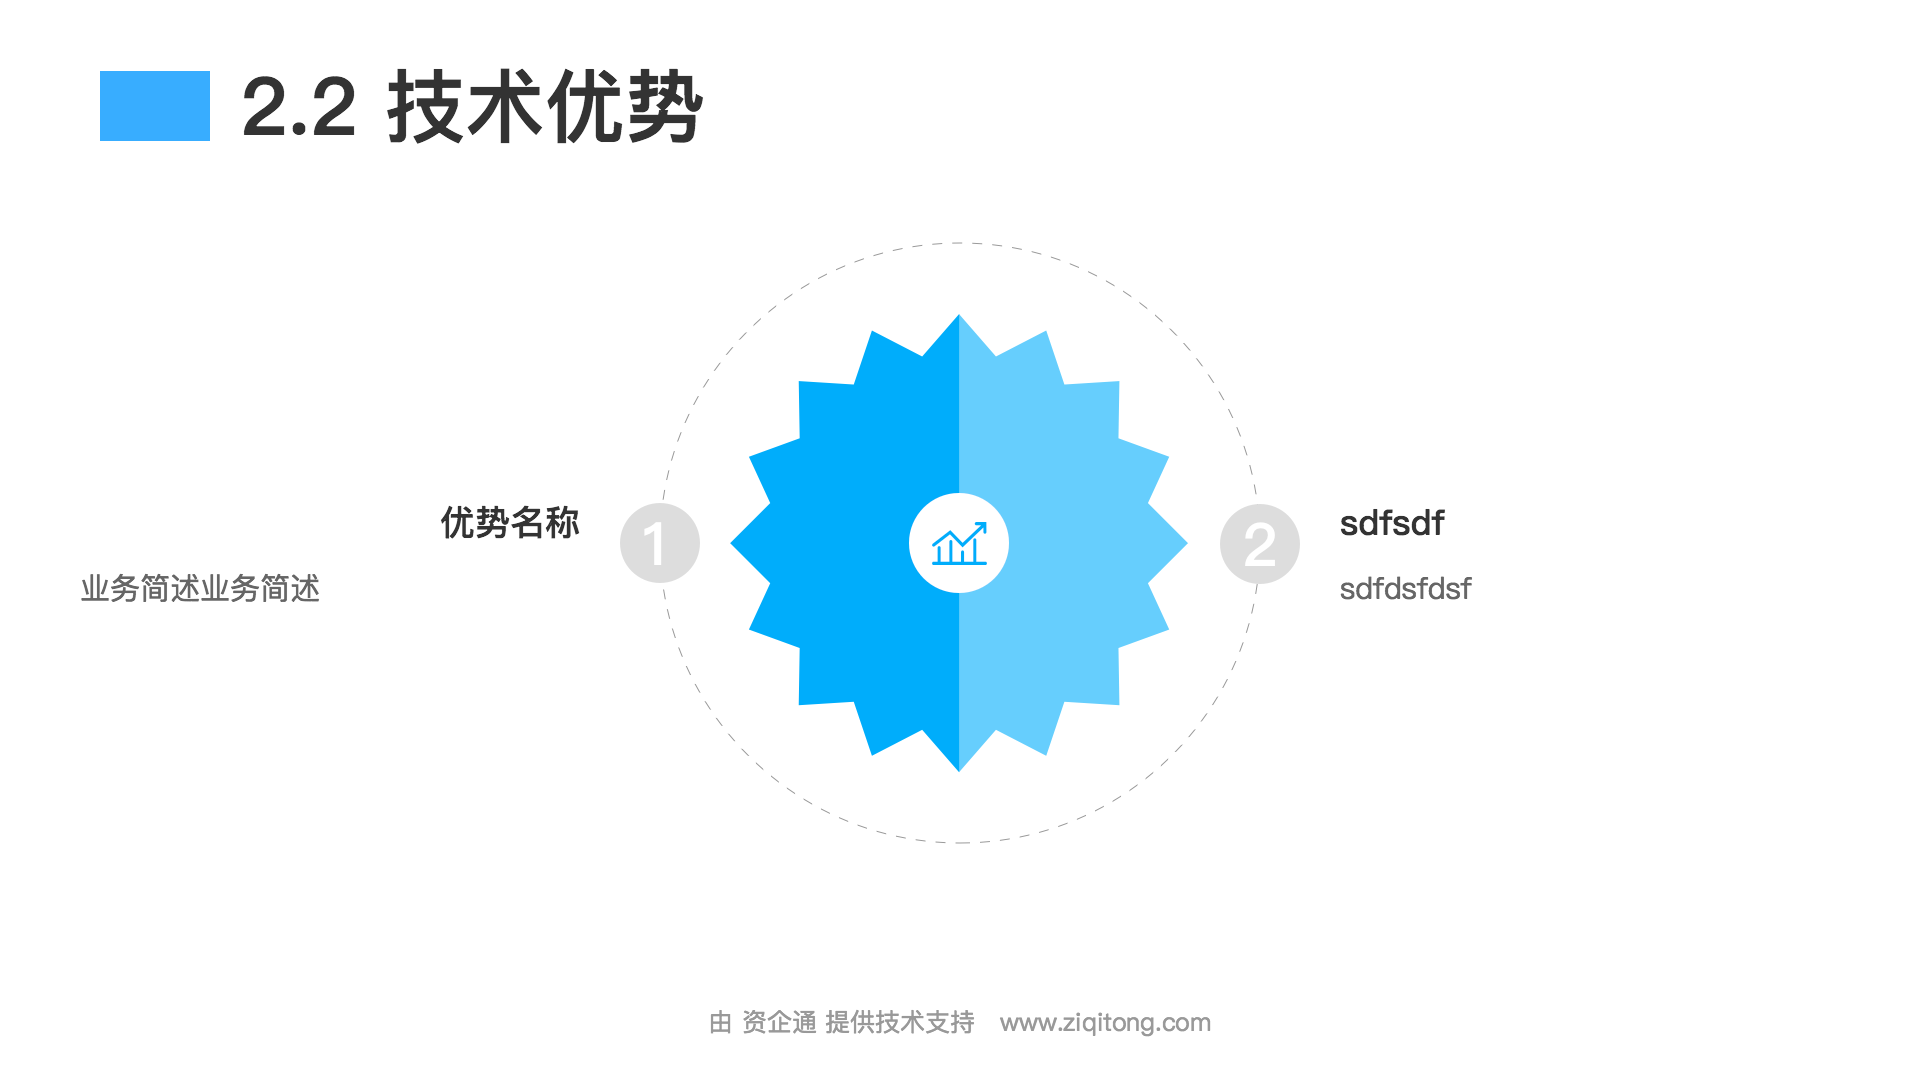 2.2 技术优势
优势名称
业务简述业务简述
1
2
sdfsdf
sdfdsfdsf
由 资企通 提供技术支持 www.ziqitong.com